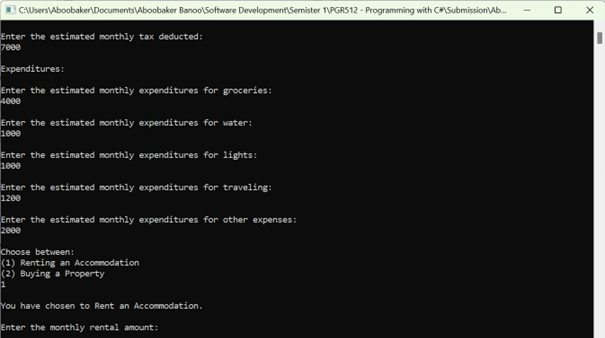 C:\Users\Aboobaker\Documents\Aboobaker Banoo\Software Development\Semister 1\PGR512 - Programming with C#\Submission\Ab...
Enter the estimated monthly tax deducted:
7000
Expenditures:
Enter the estimated monthly expenditures for groceries:
4000
Enter the estimated monthly expenditures for water:
1000
Enter the estimated monthly expenditures for lights:
1000
Enter the estimated monthly expenditures for traveling:
1200
Enter the estimated monthly expenditures for other expenses:
2000
Choose between:
(1) Renting an Accommodation
(2) Buying a Property
1
You have chosen to Rent an Accommodation.
Enter the monthly rental amount: